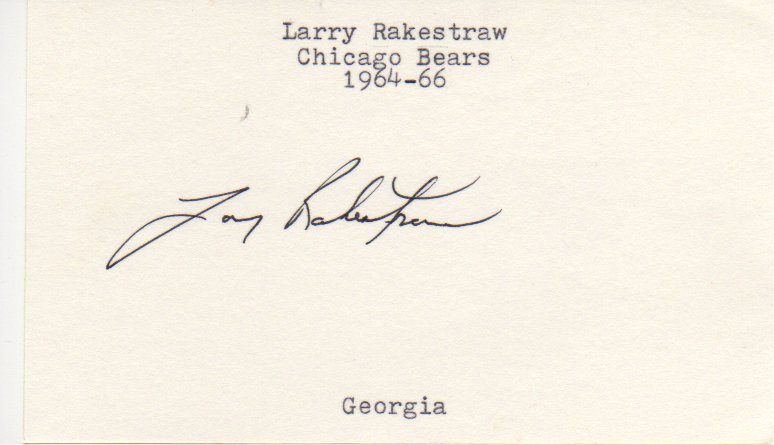 Larry Rakestraw
Chicago Bears
1964-66
Larry Rakestraw
Georgia